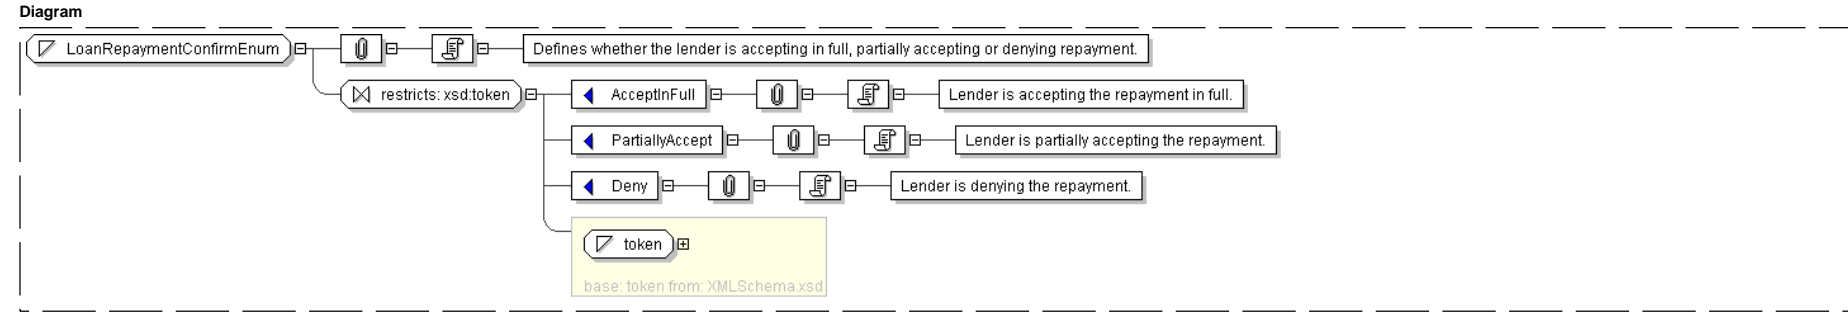 Diagram
LoanRepaymentConfirmEnum
Defines whether the lender is accepting in full, partially accepting or denying repayment.
restricts: xsd:token
AcceptInFull
Lender is accepting the repayment in full.
PartiallyAccept
Lender is partially accepting the repayment.
Deny
Lender is denying the repayment.
token
base: token from: XMLSchema.xsd